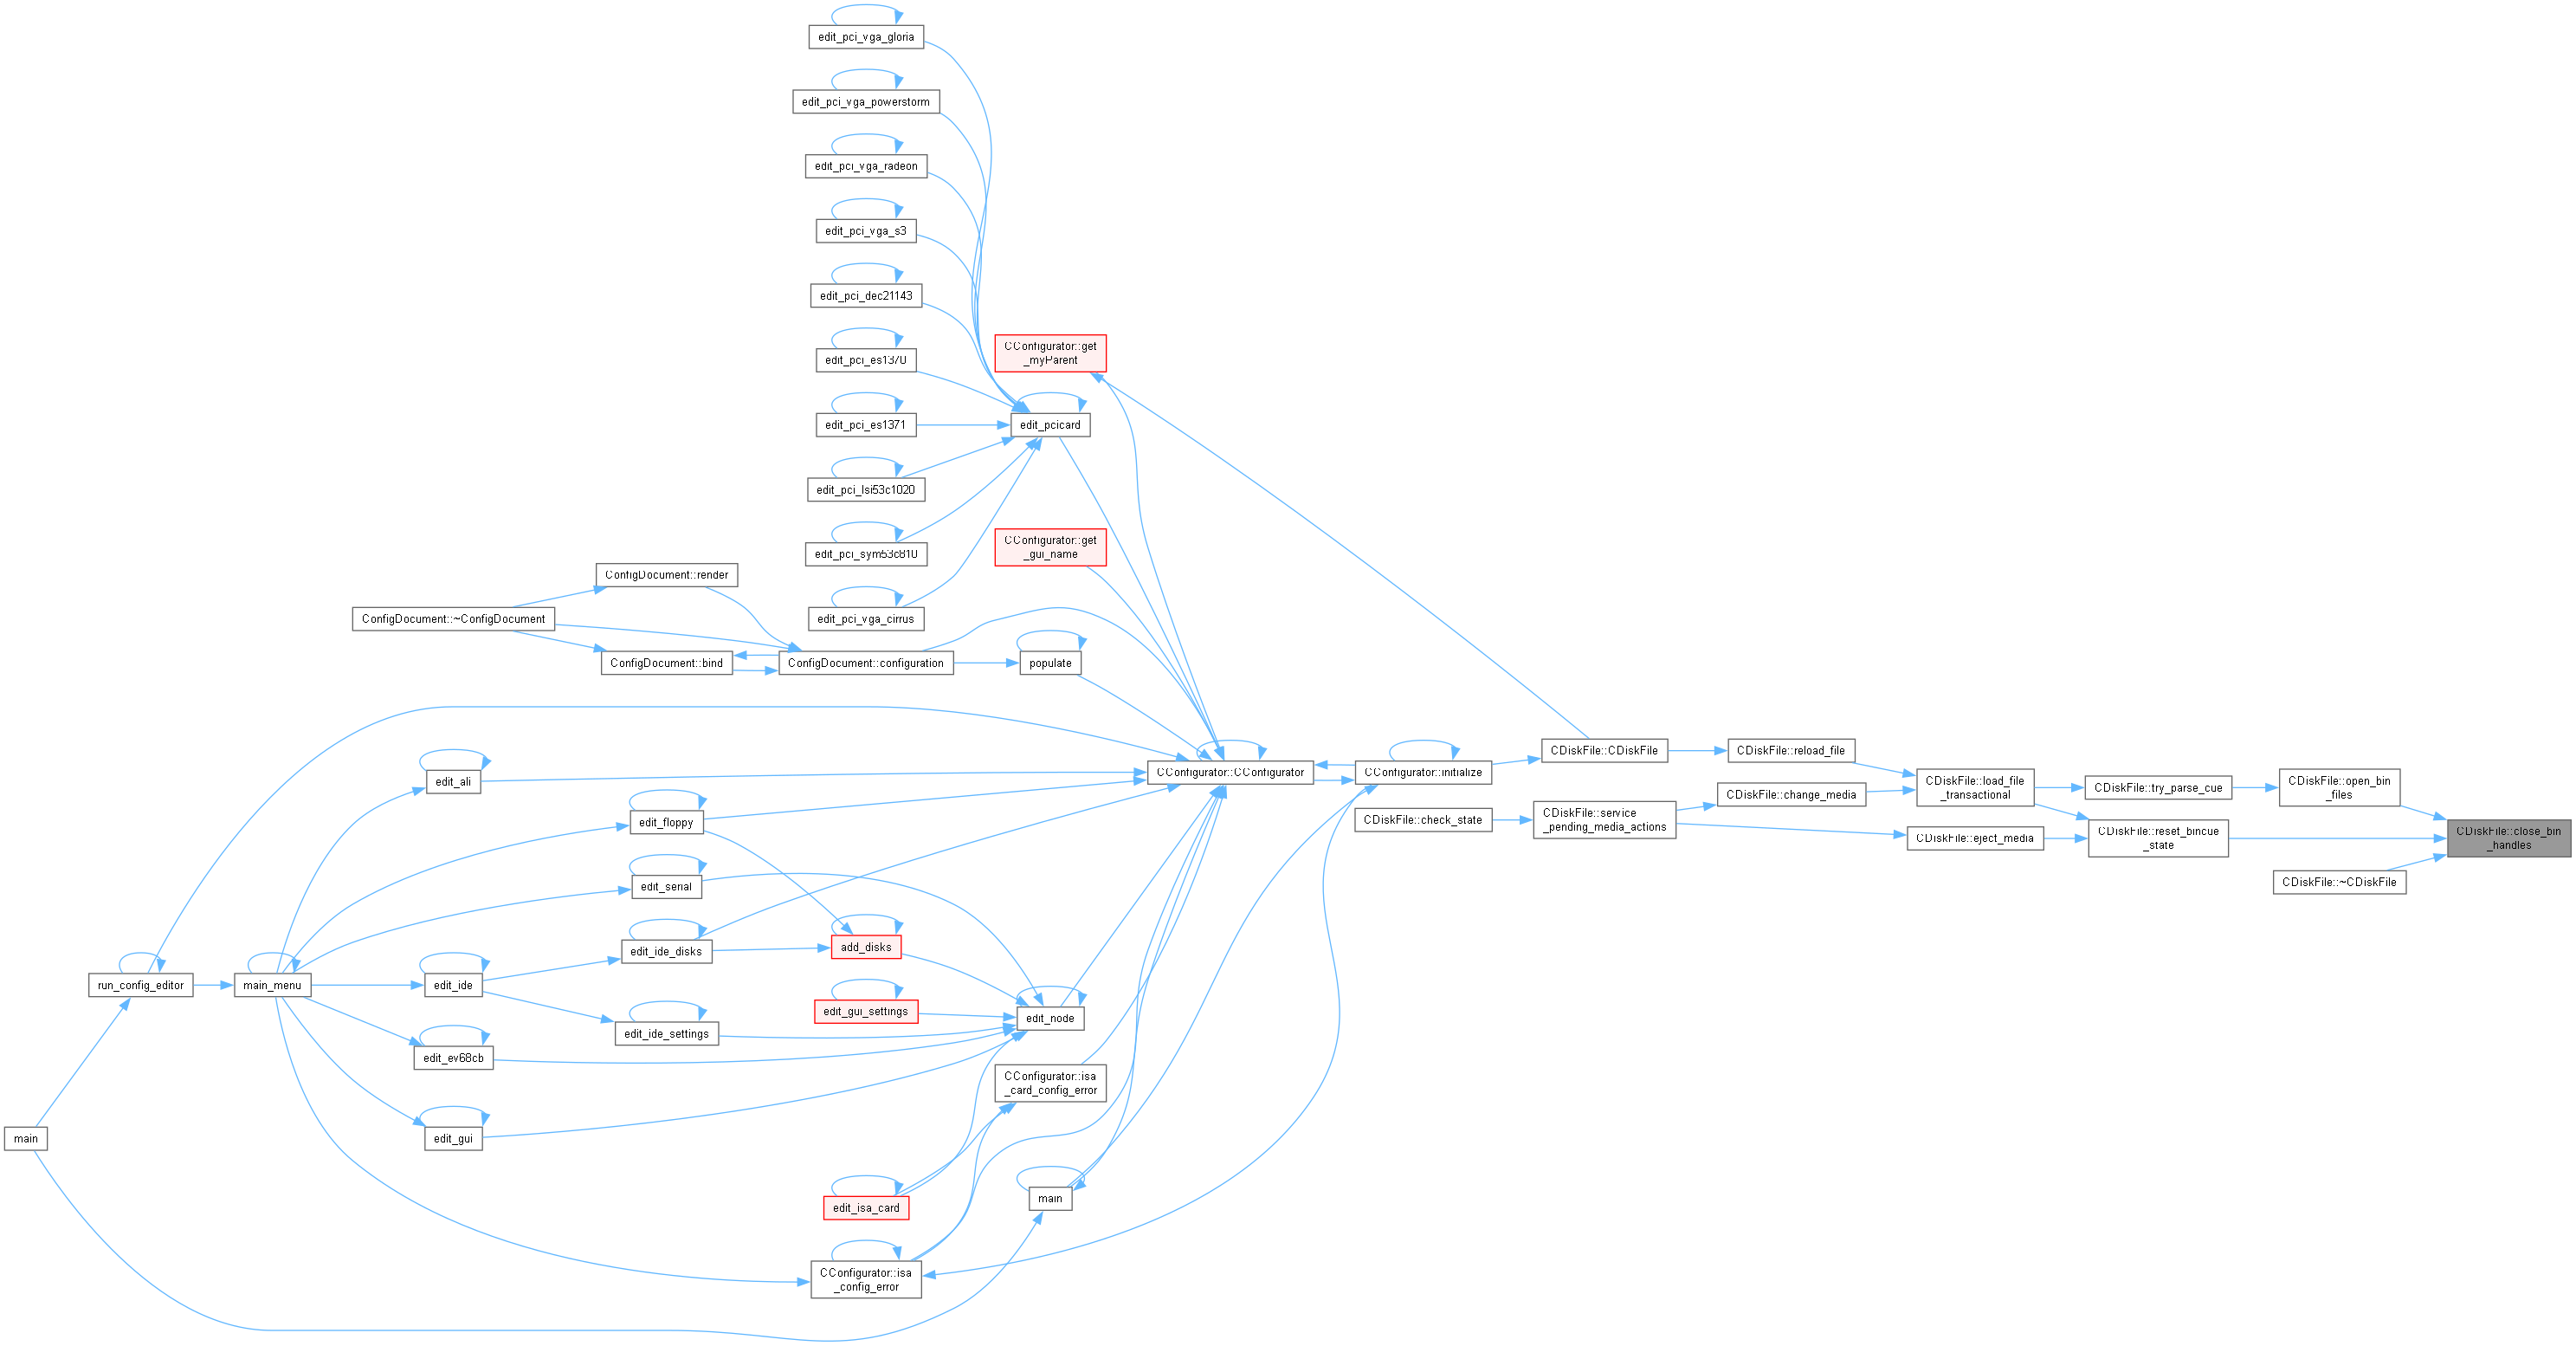 edit_pci_vga_gloria
edit_pci_vga_powerstorm
edit_pci_vga_radeon
edit_pci_vga_s3
edit_pci_dec21143
edit_pci_es1370
edit_pci_es1371
edit_pci_lsi53c1020
edit_pci_sym53c810
edit_pci_vga_cirrus
CConfigurator::get
_myParent
edit_pcicard
CConfigurator::get
_gui_name
ConfigDocument::render
ConfigDocument::~ConfigDocument
ConfigDocument::bind
ConfigDocument::configuration
populate
CConfigurator::CConfigurator
CConfigurator::initialize
CDiskFile::CDiskFile
CDiskFile::reload_file
CDiskFile::load_file
_transactional
CDiskFile::try_parse_cue
CDiskFile::open_bin
_files
CDiskFile::change_media
CDiskFile::check_state
CDiskFile::service
_pending_media_actions
CDiskFile::eject_media
CDiskFile::reset_bincue
_state
CDiskFile::close_bin
_handles
CDiskFile::~CDiskFile
edit_ali
edit_floppy
edit_serial
edit_ide_disks
add_disks
run_config_editor
main_menu
edit_ide
edit_gui_settings
edit_node
edit_ide_settings
edit_ev68cb
CConfigurator::isa
_card_config_error
main
edit_gui
edit_isa_card
main
CConfigurator::isa
_config_error